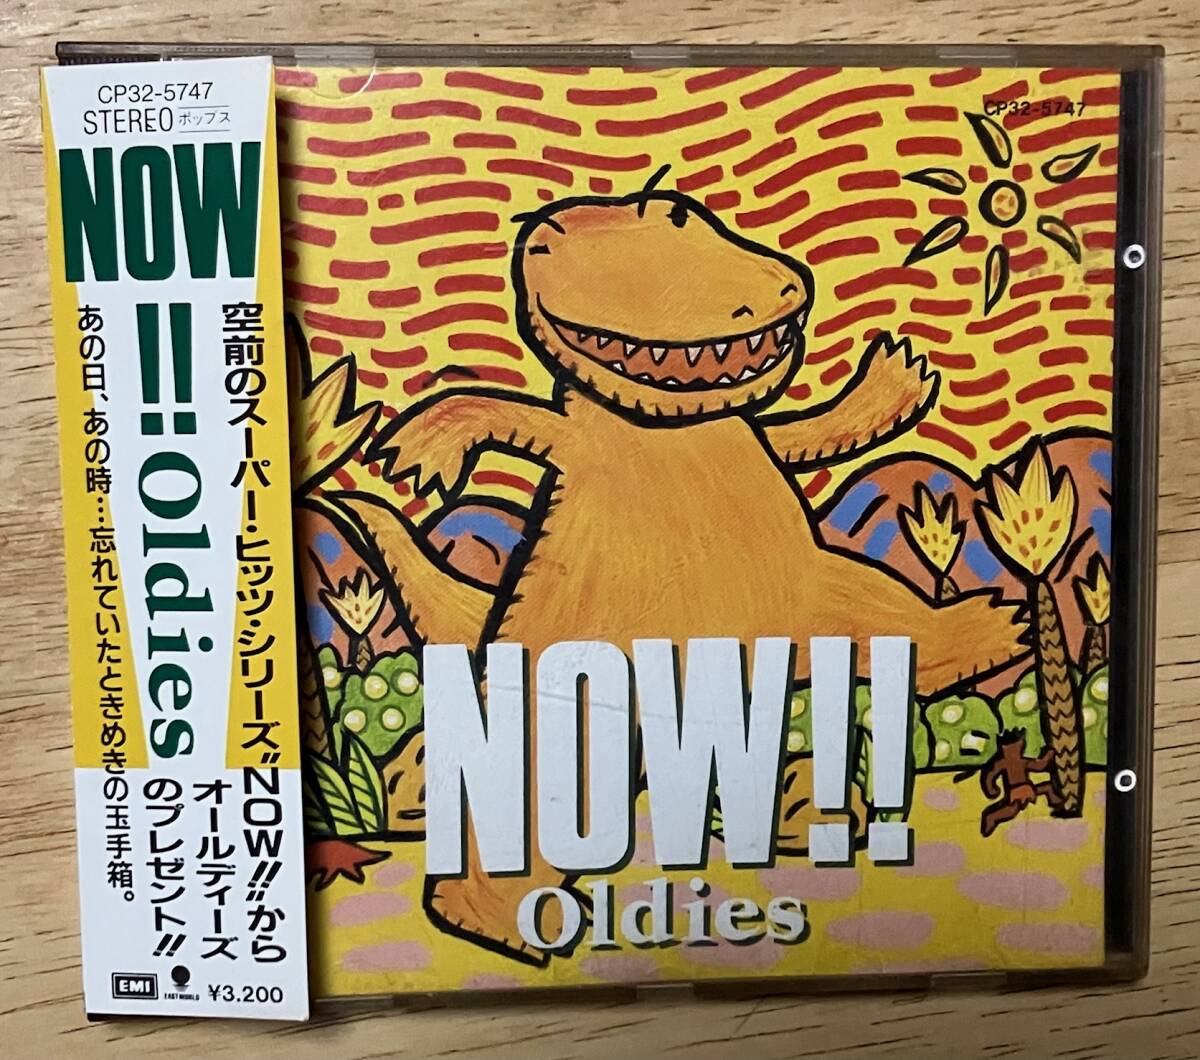 CP32-5747
STEREO ポップス
NOW!!
Oldies
空前のスーパー・ヒッツ・シリーズ“NOW!!”から
オールディーズ
のプレゼント!!
あの日、あの時…忘れていたときめきの玉手箱。
EMI
EAST WORLD
¥3,200
CP32-5747
NOW!!
Oldies